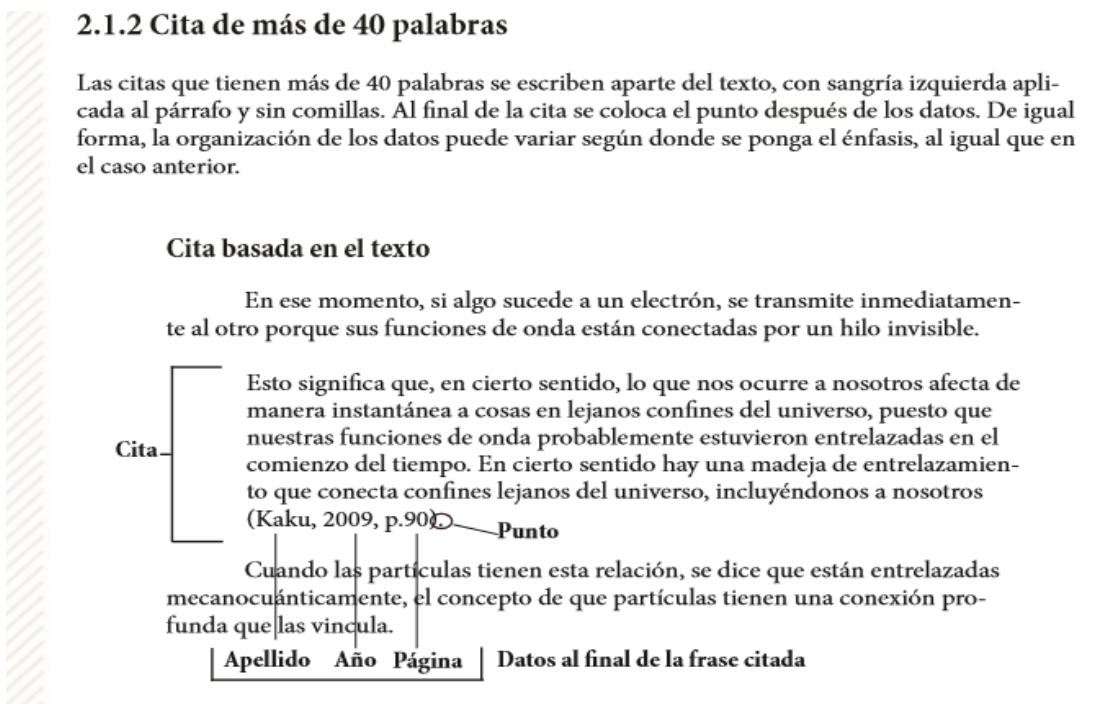 2.1.2 Cita de más de 40 palabras
Las citas que tienen más de 40 palabras se escriben aparte del texto, con sangría izquierda apli-
cada al párrafo y sin comillas. Al final de la cita se coloca el punto después de los datos. De igual
forma, la organización de los datos puede variar según donde se ponga el énfasis, al igual que en
el caso anterior.
Cita basada en el texto
En ese momento, si algo sucede a un electrón, se transmite inmediatamen-
te al otro porque sus funciones de onda están conectadas por un hilo invisible.
Esto significa que, en cierto sentido, lo que nos ocurre a nosotros afecta de
manera instantánea a cosas en lejanos confines del universo, puesto que
nuestras funciones de onda probablemente estuvieron entrelazadas en el
Cita
comienzo del tiempo. En cierto sentido hay una madeja de entrelazamien-
to que conecta confines lejanos del universo, incluyéndonos a nosotros
(Kaku, 2009, p.90).
Punto
Cuando las partículas tienen esta relación, se dice que están entrelazadas
mecanocuánticamente, el concepto de que partículas tienen una conexión pro-
funda que las vincula.
Apellido Año Página Datos al final de la frase citada